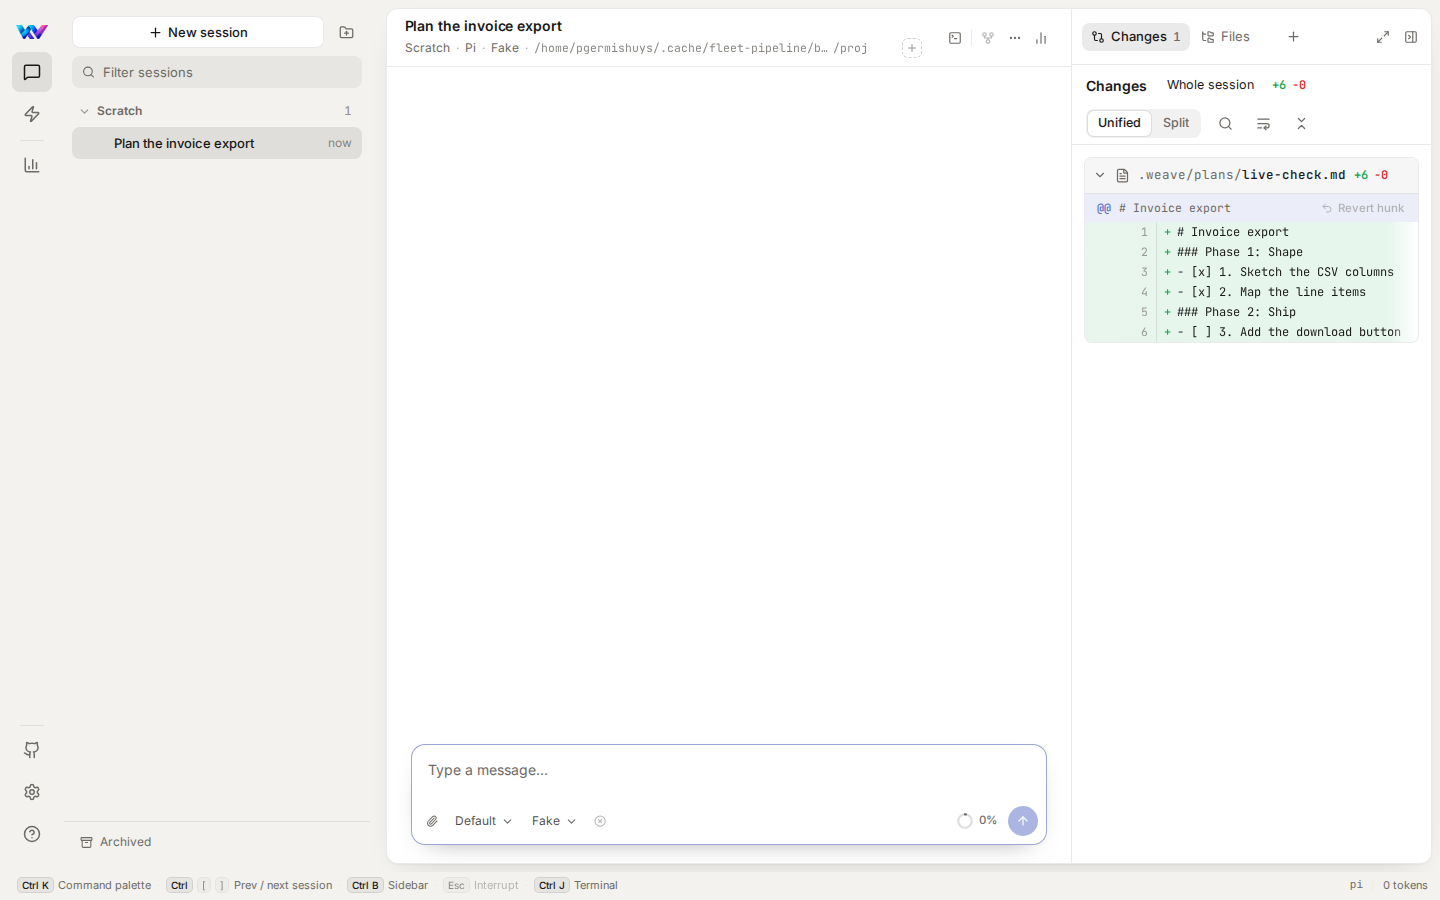 New session
Filter sessions
Scratch 1
Plan the invoice export now
Archived
Plan the invoice export
Scratch · Pi · Fake · /home/pgermishuys/.cache/fleet-pipeline/b… /proj
Type a message...
Default Fake 0%
Changes 1 Files
Changes Whole session +6 -0
Unified Split
.weave/plans/live-check.md +6 -0
@@ # Invoice export Revert hunk
1 + # Invoice export
2 + ### Phase 1: Shape
3 + - [x] 1. Sketch the CSV columns
4 + - [x] 2. Map the line items
5 + ### Phase 2: Ship
6 + - [ ] 3. Add the download button
Ctrl K Command palette Ctrl [ ] Prev / next session Ctrl B Sidebar Esc Interrupt Ctrl J Terminal pi 0 tokens